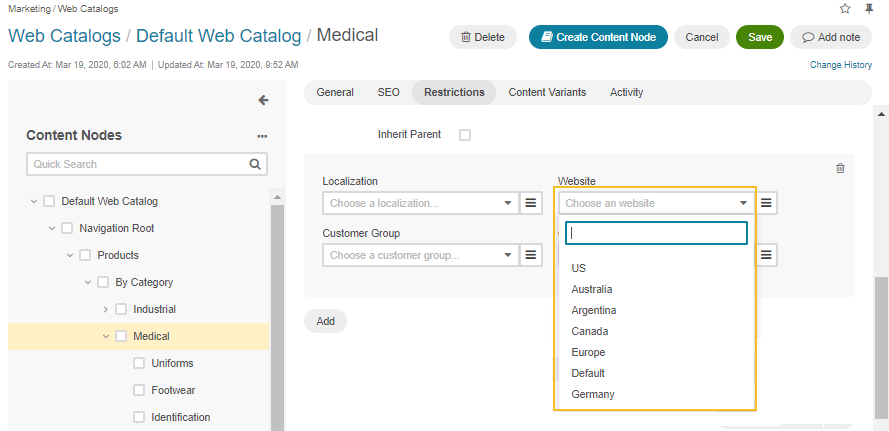 Marketing / Web Catalogs
Web Catalogs / Default Web Catalog / Medical
Delete
Create Content Node
Cancel
Save
Add note
Created At: Mar 19, 2020, 6:02 AM | Updated At: Mar 19, 2020, 9:52 AM
Change History
Content Nodes
...
Quick Search
Default Web Catalog
Navigation Root
Products
By Category
Industrial
Medical
Uniforms
Footwear
Identification
General
SEO
Restrictions
Content Variants
Activity
Inherit Parent
Localization
Choose a localization...
Website
Choose an website
Customer Group
Choose a customer group...
US
Australia
Argentina
Canada
Europe
Default
Germany
Add